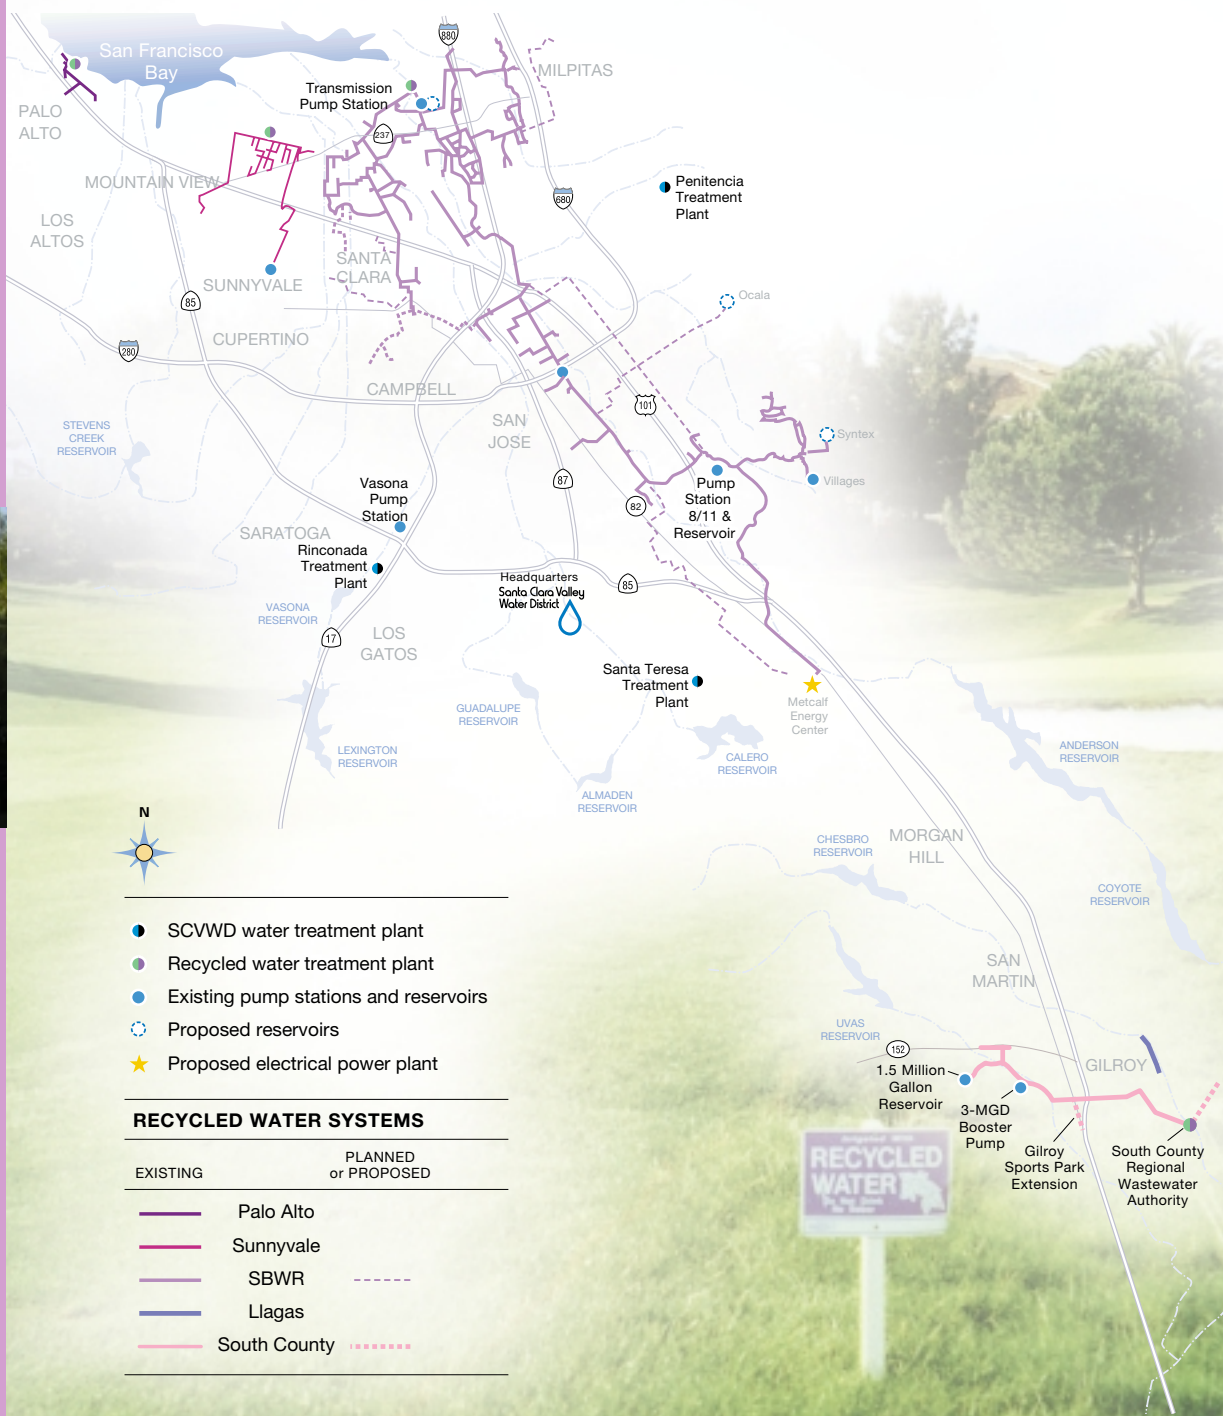 San Francisco
Bay
880
MILPITAS
Transmission
Pump Station
PALO
ALTO
237
MOUNTAIN VIEW
Penitencia
Treatment
Plant
680
LOS
ALTOS
SANTA
CLARA
SUNNYVALE
85
Ocala
CUPERTINO
280
CAMPBELL
101
SAN
JOSE
STEVENS
CREEK
RESERVOIR
Syntex
87
Villages
Vasona
Pump
Station
Pump
Station
8/11 &
Reservoir
82
SARATOGA
Rinconada
Treatment
Plant
Headquarters
Santa Clara Valley
Water District
85
VASONA
RESERVOIR
17
LOS
GATOS
Santa Teresa
Treatment
Plant
Metcalf
Energy
Center
GUADALUPE
RESERVOIR
LEXINGTON
RESERVOIR
CALERO
RESERVOIR
ANDERSON
RESERVOIR
ALMADEN
RESERVOIR
N
CHESBRO
RESERVOIR
MORGAN
HILL
COYOTE
RESERVOIR
SAN
MARTIN
UVAS
RESERVOIR
152
1.5 Million
Gallon
Reservoir
GILROY
3-MGD
Booster
Pump
Gilroy
Sports Park
Extension
South County
Regional
Wastewater
Authority
SCVWD water treatment plant
Recycled water treatment plant
Existing pump stations and reservoirs
Proposed reservoirs
Proposed electrical power plant
RECYCLED WATER SYSTEMS
EXISTING
PLANNED
or PROPOSED
Palo Alto
Sunnyvale
SBWR
Llagas
South County
RECYCLED
WATER